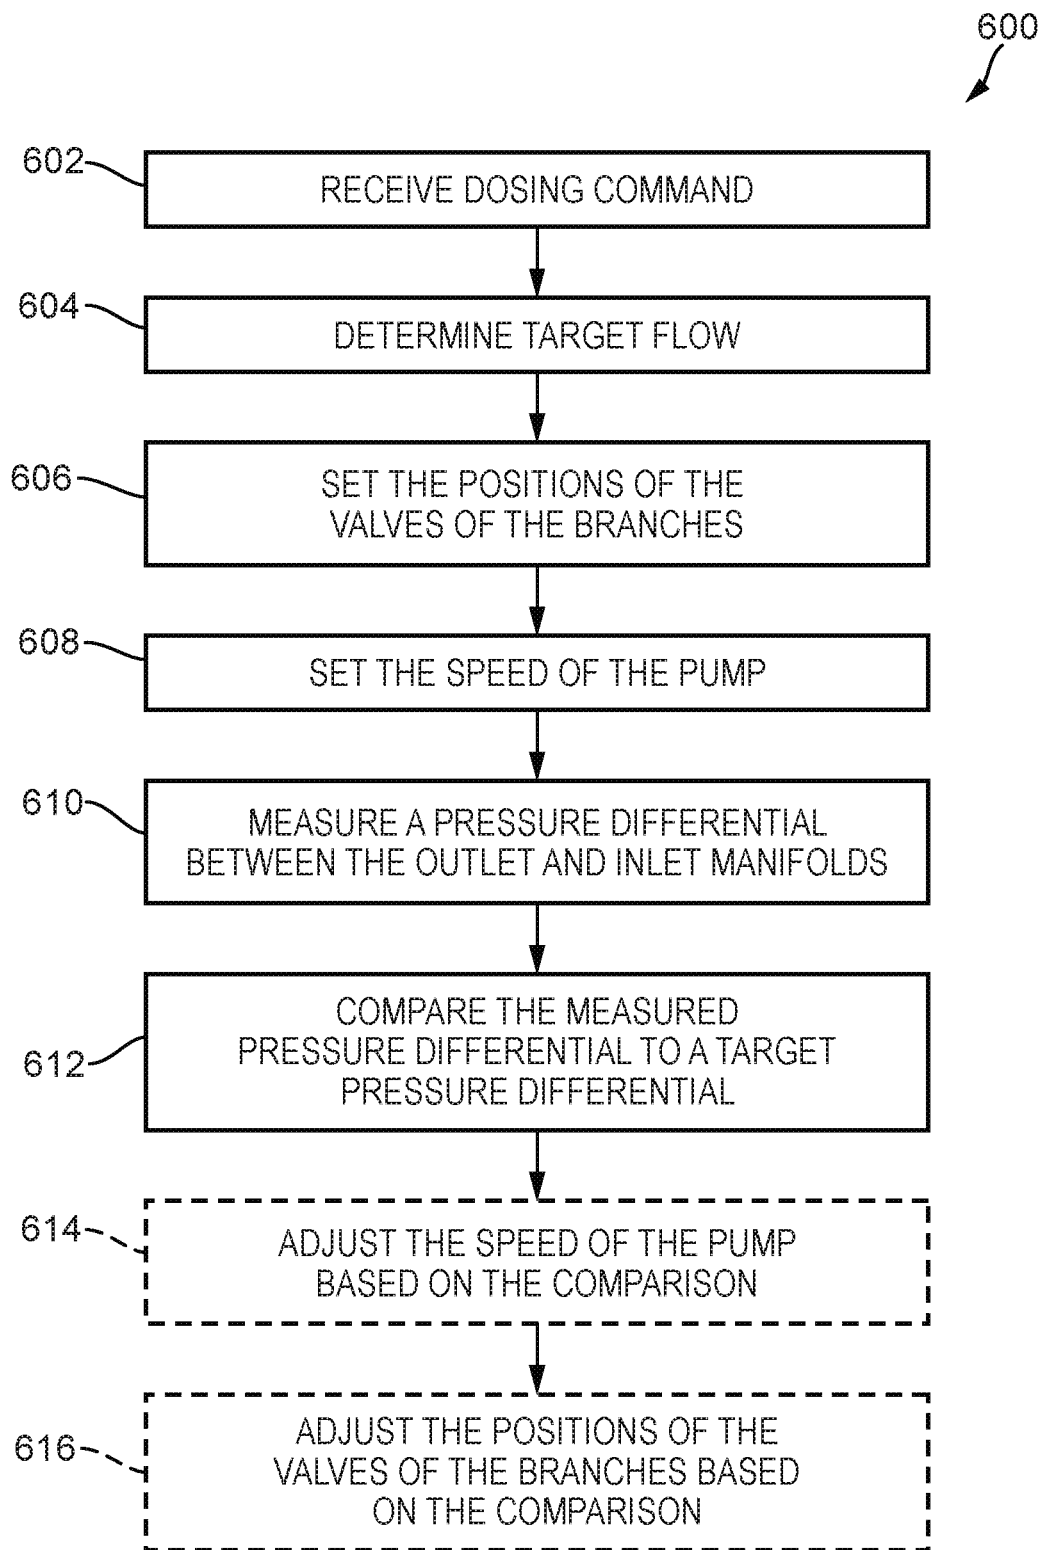 600
602
RECEIVE DOSING COMMAND
604
DETERMINE TARGET FLOW
606
SET THE POSITIONS OF THE
VALVES OF THE BRANCHES
608
SET THE SPEED OF THE PUMP
610
MEASURE A PRESSURE DIFFERENTIAL
BETWEEN THE OUTLET AND INLET MANIFOLDS
612
COMPARE THE MEASURED
PRESSURE DIFFERENTIAL TO A TARGET
PRESSURE DIFFERENTIAL
614
ADJUST THE SPEED OF THE PUMP
BASED ON THE COMPARISON
616
ADJUST THE POSITIONS OF THE
VALVES OF THE BRANCHES BASED
ON THE COMPARISON